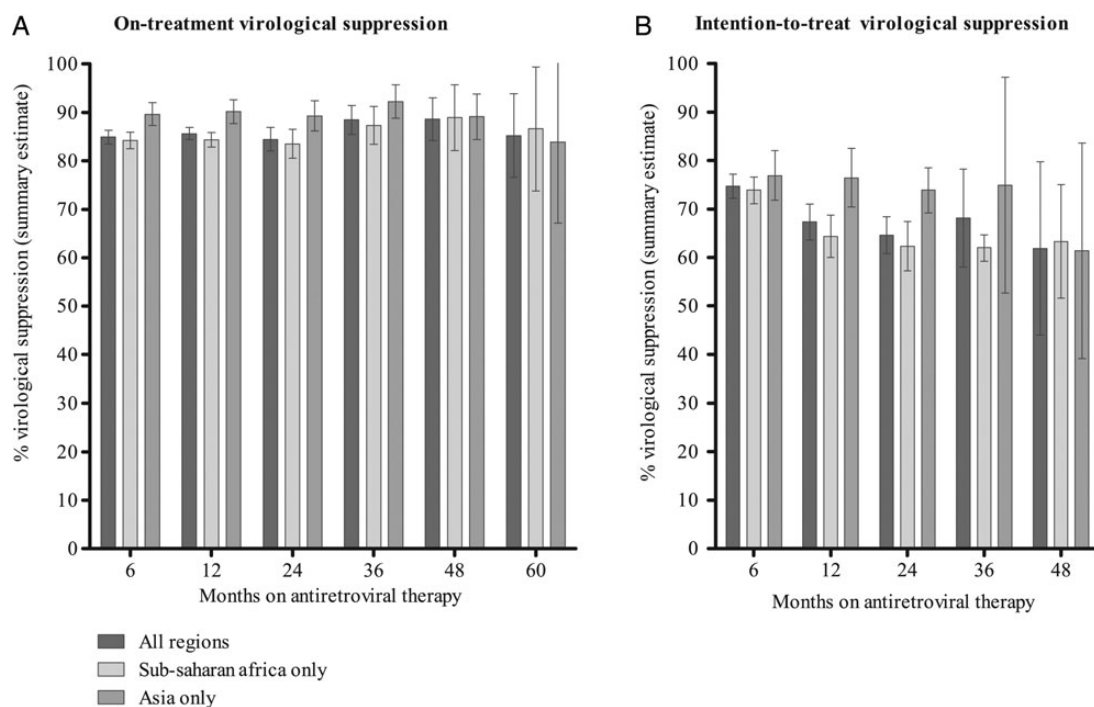 A
On-treatment virological suppression
% virological suppression (summary estimate)
100
90
80
70
60
50
40
30
20
10
0
6 12 24 36 48 60
Months on antiretroviral therapy
All regions
Sub-saharan africa only
Asia only
B
Intention-to-treat virological suppression
% virological suppression (summary estimate)
100
90
80
70
60
50
40
30
20
10
0
6 12 24 36 48
Months on antiretroviral therapy